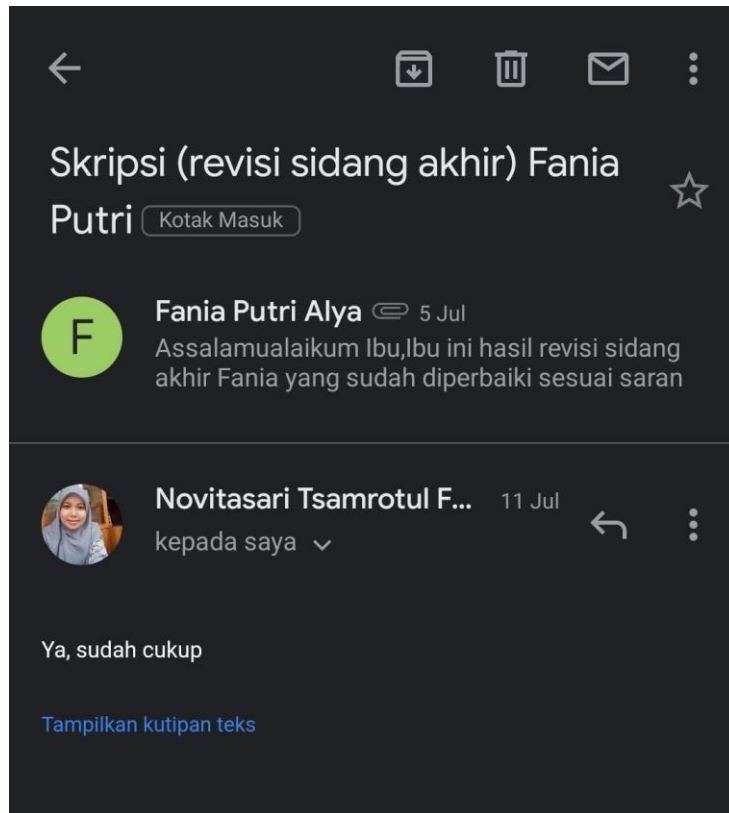 Skripsi (revisi sidang akhir) Fania
Putri Kotak Masuk
F
Fania Putri Alya 5 Jul
Assalamualaikum Ibu,Ibu ini hasil revisi sidang
akhir Fania yang sudah diperbaiki sesuai saran
Novitasari Tsamrotul F... 11 Jul
kepada saya
Ya, sudah cukup
Tampilkan kutipan teks